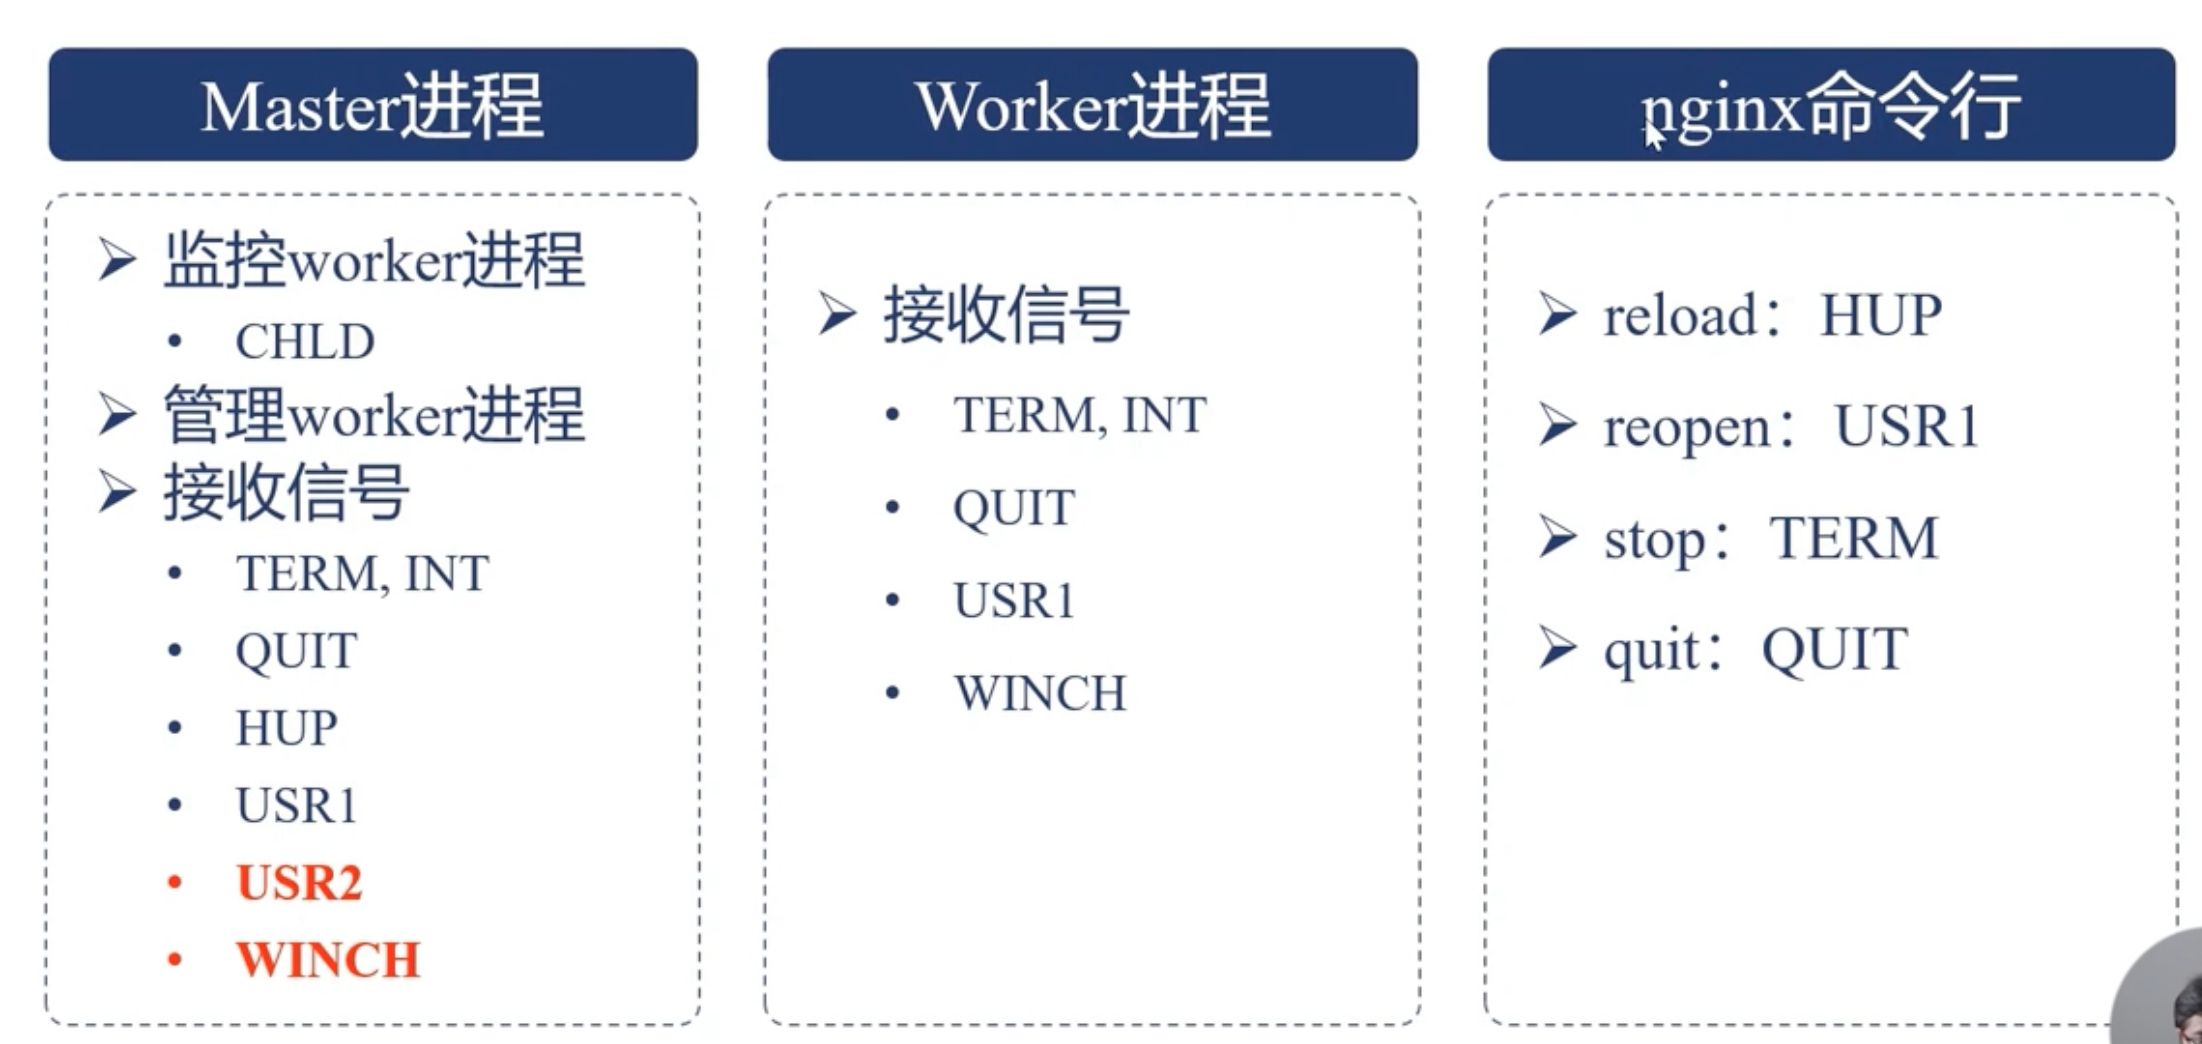 Master进程
监控worker进程
CHLD
管理worker进程
接收信号
TERM, INT
QUIT
HUP
USR1
USR2
WINCH
Worker进程
接收信号
TERM, INT
QUIT
USR1
WINCH
nginx命令行
reload：HUP
reopen：USR1
stop：TERM
quit：QUIT